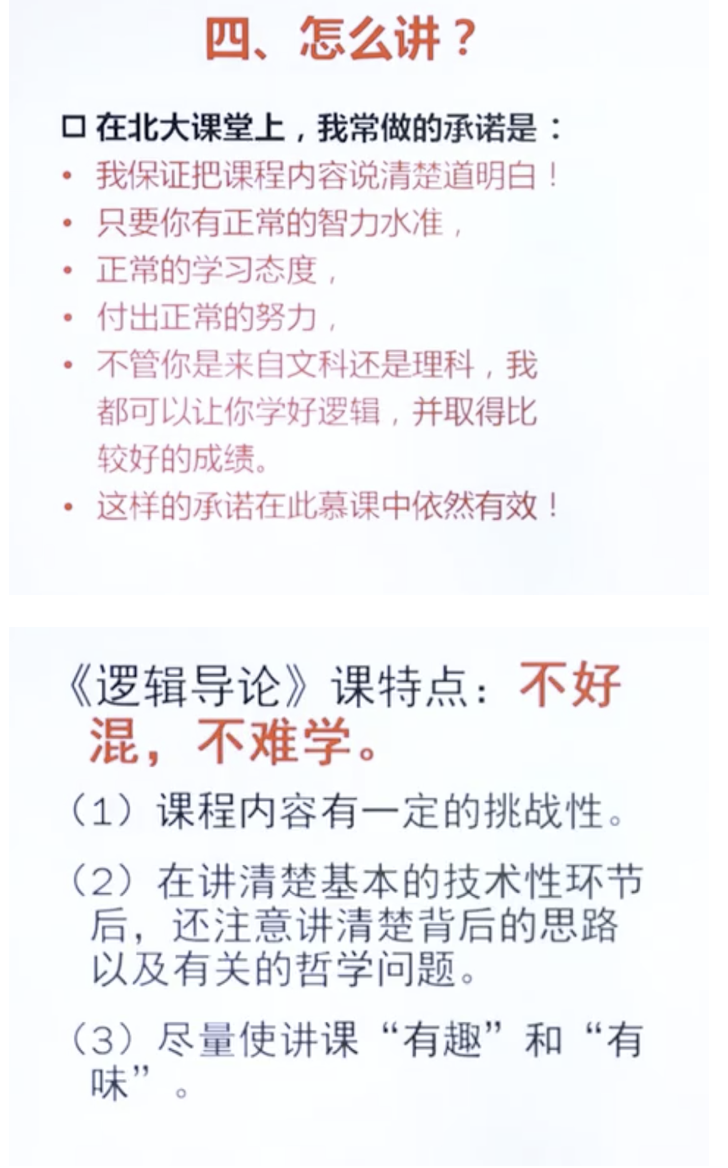 四、怎么讲？
口 在北大课堂上，我常做的承诺是：
• 我保证把课程内容说清楚道明白！
• 只要你有正常的智力水准，
• 正常的学习态度，
• 付出正常的努力，
• 不管你是来自文科还是理科，我
都可以让你学好逻辑，并取得比
较好的成绩。
• 这样的承诺在此慕课中依然有效！
《逻辑导论》课特点：不好
混，不难学。
（1）课程内容有一定的挑战性。
（2）在讲清楚基本的技术性环节
后，还注意讲清楚背后的思路
以及有关的哲学问题。
（3）尽量使讲课“有趣”和“有
味”。